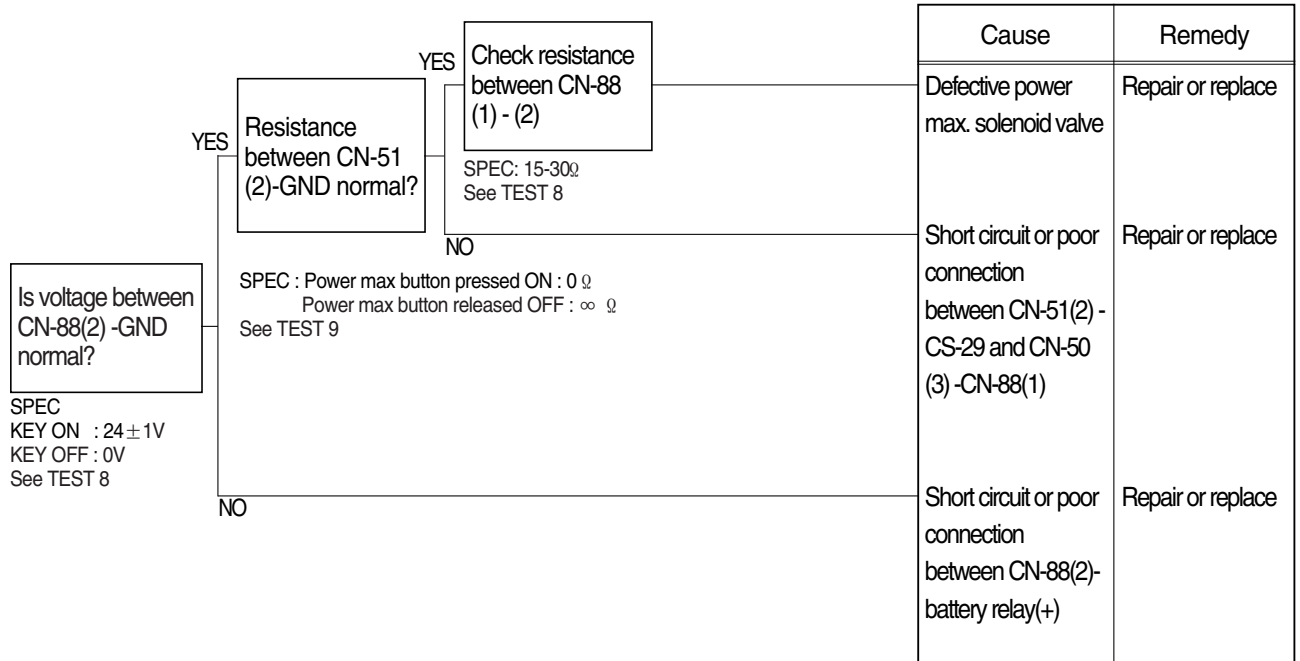 YES
Check resistance
between CN-88
(1) - (2)
SPEC: 15-30Ω
See TEST 8
YES
Resistance
between CN-51
(2)-GND normal?
NO
SPEC : Power max button pressed ON : 0 Ω
Power max button released OFF : ∞ Ω
See TEST 9
Is voltage between
CN-88(2) -GND
normal?
SPEC
KEY ON : 24±1V
KEY OFF : 0V
See TEST 8
NO
Cause Remedy
Defective power Repair or replace
max. solenoid valve
Short circuit or poor Repair or replace
connection
between CN-51(2) -
CS-29 and CN-50
(3) -CN-88(1)
Short circuit or poor Repair or replace
connection
between CN-88(2)-
battery relay(+)